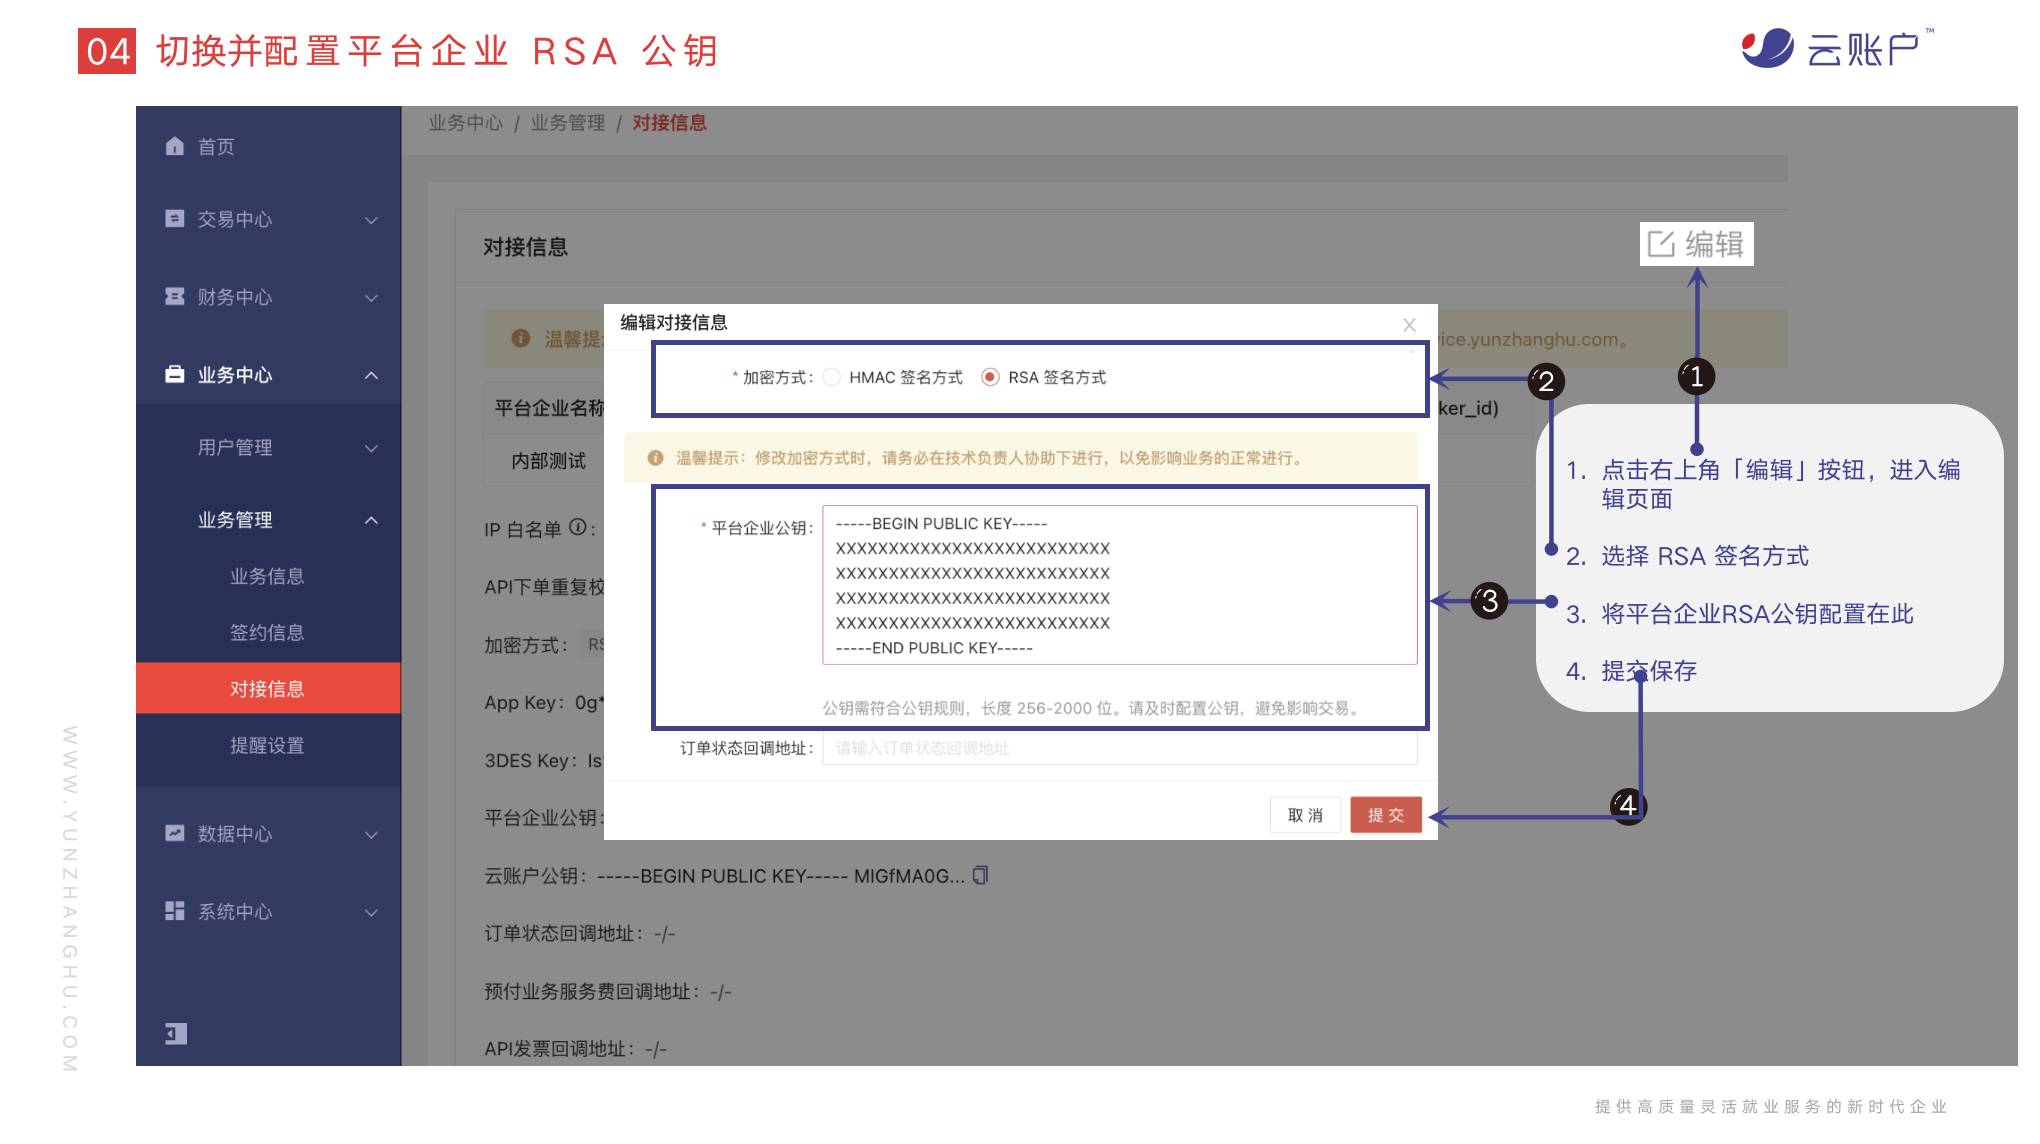 04 切换并配置平台企业 RSA 公钥
云账户™
业务中心 / 业务管理 / 对接信息
首页
交易中心
财务中心
业务中心
用户管理
业务管理
业务信息
签约信息
对接信息
提醒设置
数据中心
系统中心
对接信息
编辑
温馨提
ice.yunzhanghu.com。
平台企业名称
ker_id)
内部测试
IP 白名单 :
API下单重复校
加密方式： RS
App Key： 0g*
3DES Key： Is
平台企业公钥：
云账户公钥： -----BEGIN PUBLIC KEY----- MIGfMA0G...
订单状态回调地址： -/-
预付业务服务费回调地址： -/-
API发票回调地址： -/-
编辑对接信息
* 加密方式： HMAC 签名方式 RSA 签名方式
温馨提示：修改加密方式时，请务必在技术负责人协助下进行，以免影响业务的正常进行。
* 平台企业公钥：
-----BEGIN PUBLIC KEY-----
XXXXXXXXXXXXXXXXXXXXXXXXXX
XXXXXXXXXXXXXXXXXXXXXXXXXX
XXXXXXXXXXXXXXXXXXXXXXXXXX
XXXXXXXXXXXXXXXXXXXXXXXXXX
-----END PUBLIC KEY-----
公钥需符合公钥规则，长度 256-2000 位。请及时配置公钥，避免影响交易。
订单状态回调地址： 请输入订单状态回调地址
取 消
提 交
1
2
3
4
1. 点击右上角「编辑」按钮，进入编
辑页面
2. 选择 RSA 签名方式
3. 将平台企业RSA公钥配置在此
4. 提交保存
WWW.YUNZHANGHU.COM
提供高质量灵活就业服务的新时代企业